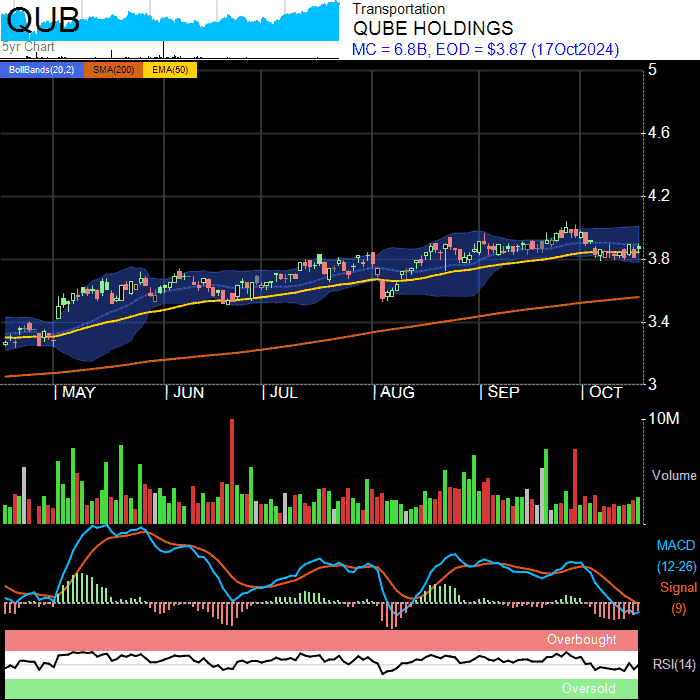 QUB
5yr Chart
Transportation
QUBE HOLDINGS
MC = 6.8B, EOD = $3.87 (17Oct2024)
BollBands(20,2) SMA(200) EMA(50)
5
4.6
4.2
3.8
3.4
3
MAY JUN JUL AUG SEP OCT
10M
Volume
MACD
(12-26)
Signal
(9)
Overbought
RSI(14)
Oversold